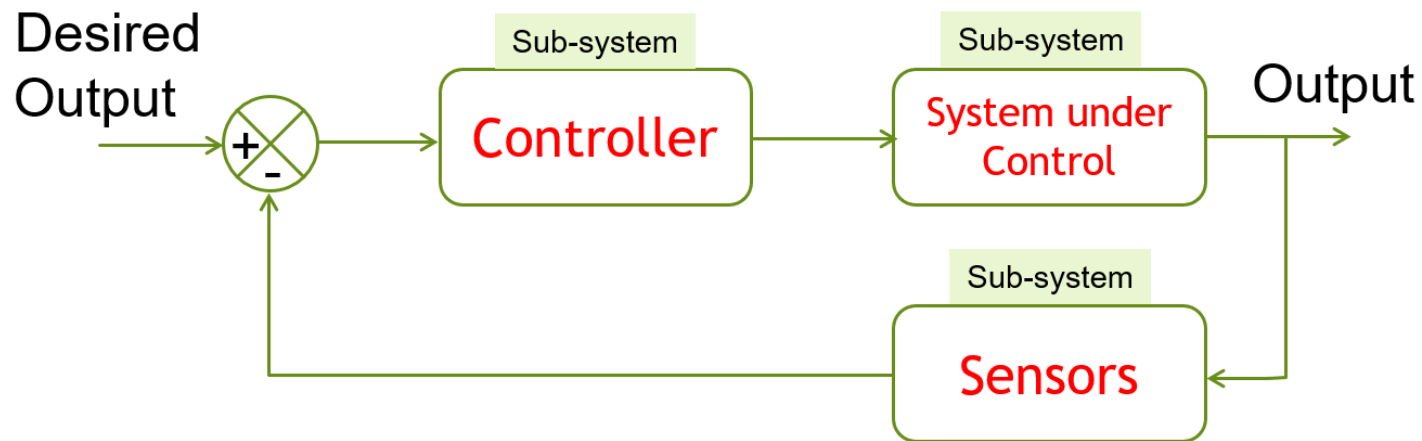 Desired
Output
Sub-system
Sub-system
+
-
Controller
System under
Control
Output
Sub-system
Sensors